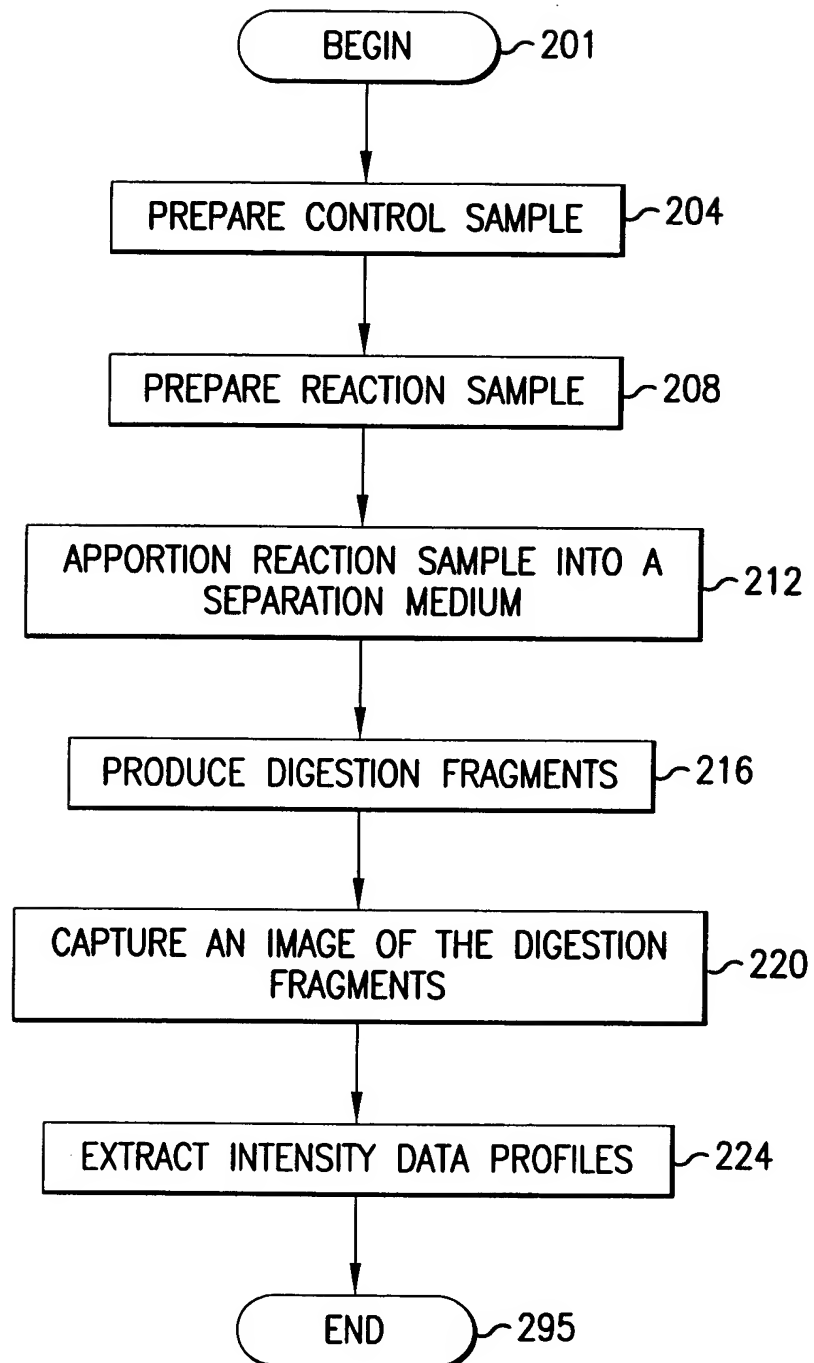 BEGIN 201
PREPARE CONTROL SAMPLE 204
PREPARE REACTION SAMPLE 208
APPORTION REACTION SAMPLE INTO A
SEPARATION MEDIUM 212
PRODUCE DIGESTION FRAGMENTS 216
CAPTURE AN IMAGE OF THE DIGESTION
FRAGMENTS 220
EXTRACT INTENSITY DATA PROFILES 224
END 295